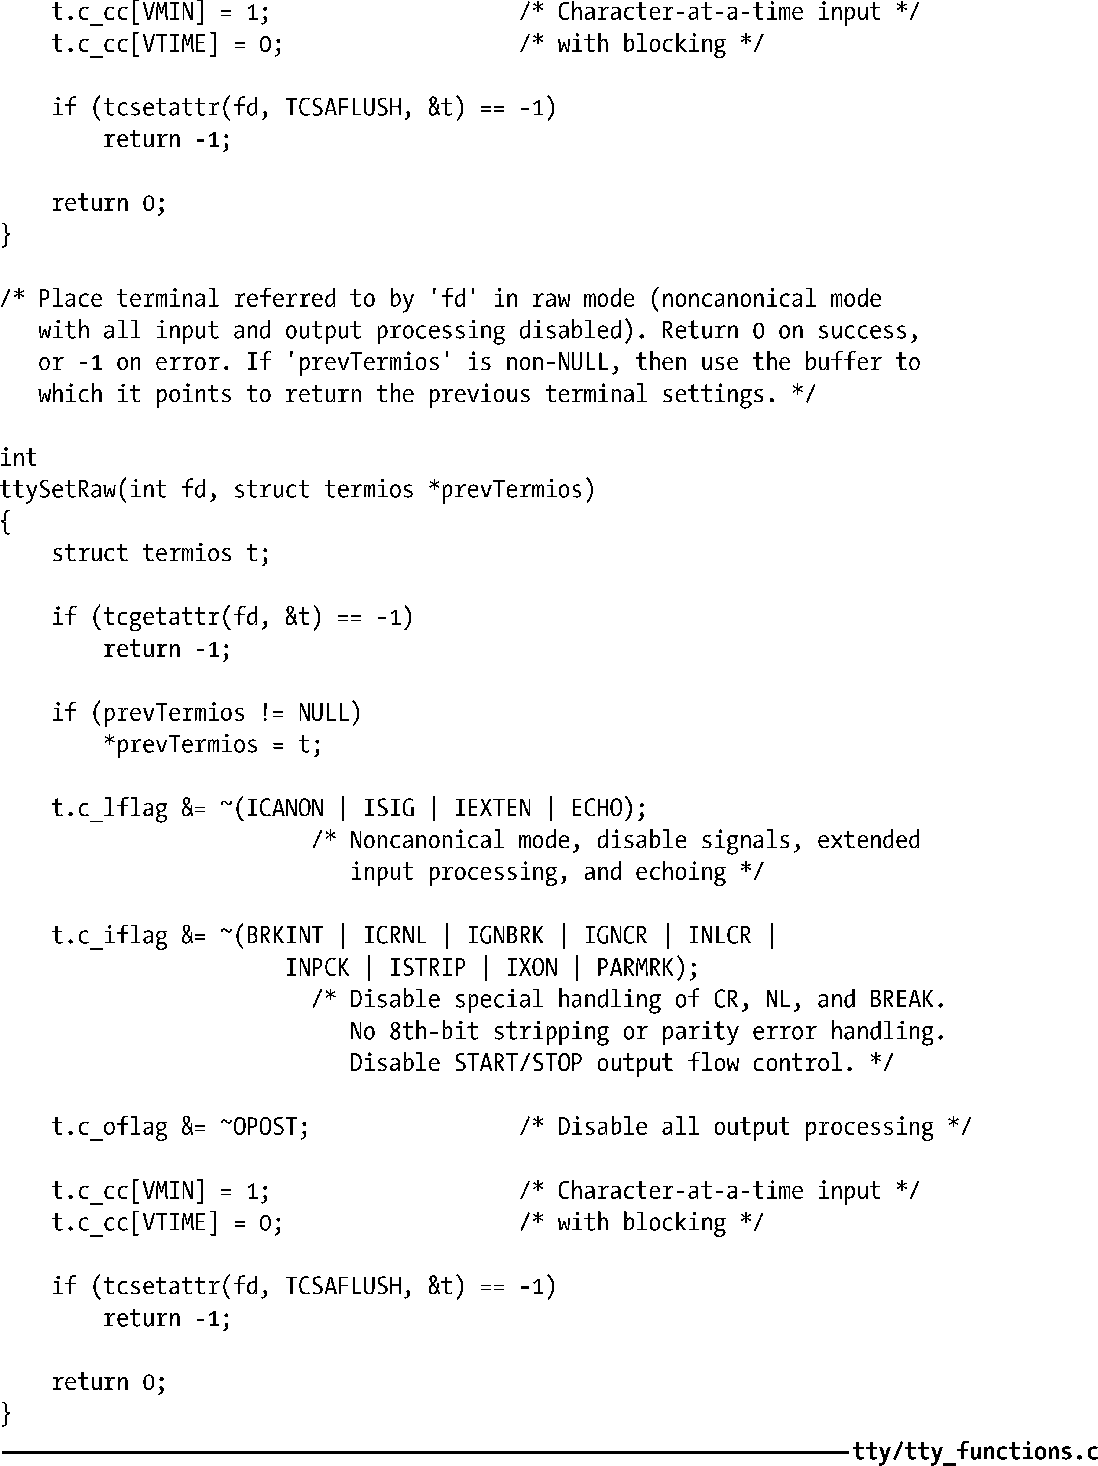 t.c_cc[VMIN] = 1;                   /* Character-at-a-time input */
    t.c_cc[VTIME] = 0;                  /* with blocking */

    if (tcsetattr(fd, TCSAFLUSH, &t) == -1)
        return -1;

    return 0;
}

/* Place terminal referred to by 'fd' in raw mode (noncanonical mode
   with all input and output processing disabled). Return 0 on success,
   or -1 on error. If 'prevTermios' is non-NULL, then use the buffer to
   which it points to return the previous terminal settings. */

int
ttySetRaw(int fd, struct termios *prevTermios)
{
    struct termios t;

    if (tcgetattr(fd, &t) == -1)
        return -1;

    if (prevTermios != NULL)
        *prevTermios = t;

    t.c_lflag &= ~(ICANON | ISIG | IEXTEN | ECHO);
                        /* Noncanonical mode, disable signals, extended
                           input processing, and echoing */

    t.c_iflag &= ~(BRKINT | ICRNL | IGNBRK | IGNCR | INLCR |
                      INPCK | ISTRIP | IXON | PARMRK);
                        /* Disable special handling of CR, NL, and BREAK.
                           No 8th-bit stripping or parity error handling.
                           Disable START/STOP output flow control. */

    t.c_oflag &= ~OPOST;                /* Disable all output processing */

    t.c_cc[VMIN] = 1;                   /* Character-at-a-time input */
    t.c_cc[VTIME] = 0;                  /* with blocking */

    if (tcsetattr(fd, TCSAFLUSH, &t) == -1)
        return -1;

    return 0;
}
tty/tty_functions.c